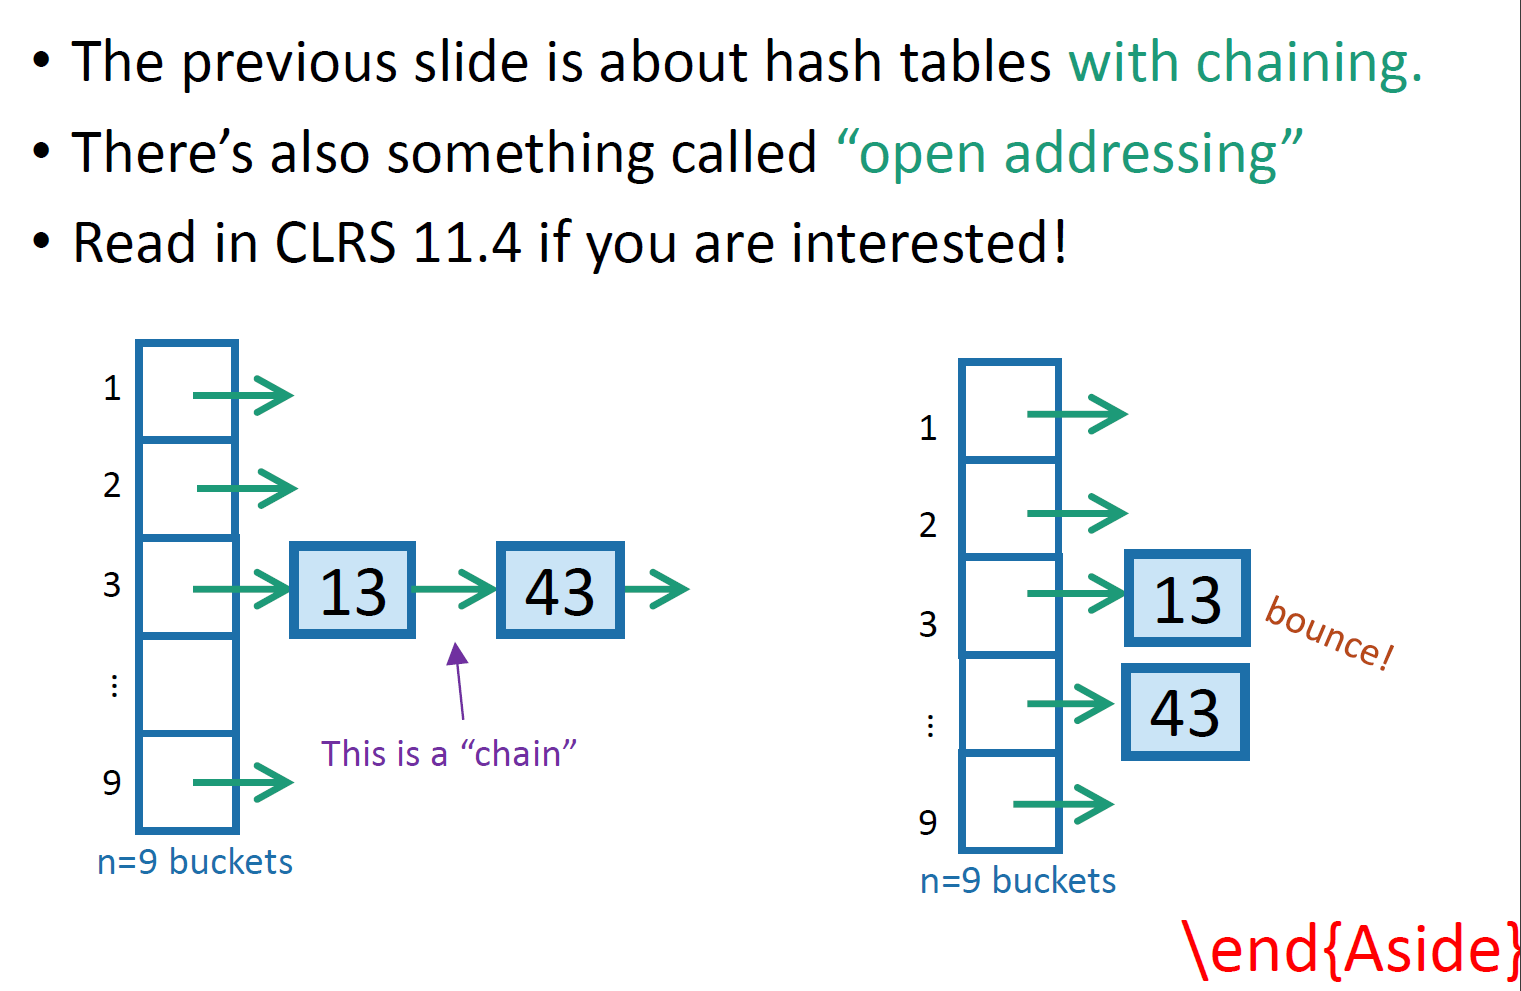 • The previous slide is about hash tables with chaining.
• There’s also something called “open addressing”
• Read in CLRS 11.4 if you are interested!
1
2
3
⋮
9
13
43
This is a “chain”
n=9 buckets
1
2
3
⋮
9
13
bounce!
43
n=9 buckets
\end{Aside}